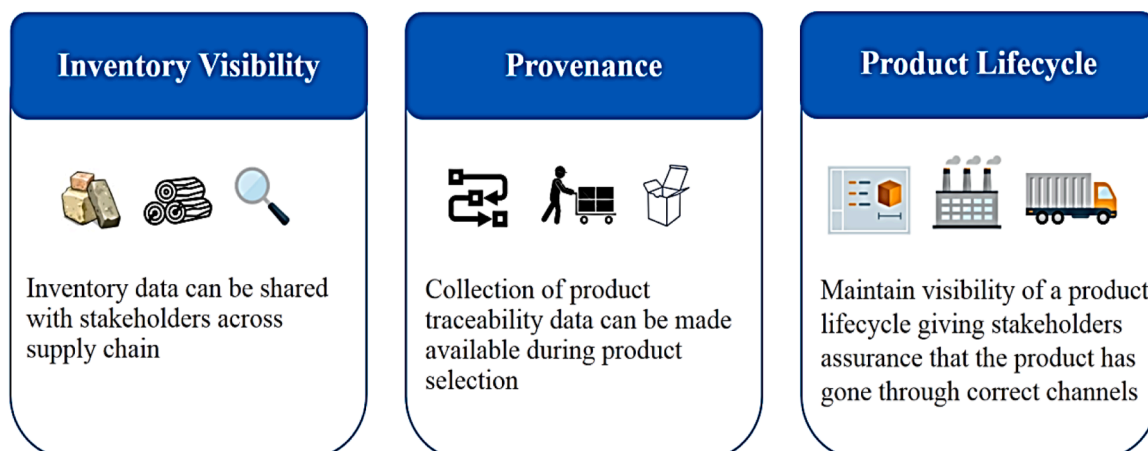 Inventory Visibility
Inventory data can be shared
with stakeholders across
supply chain
Provenance
Collection of product
traceability data can be made
available during product
selection
Product Lifecycle
Maintain visibility of a product
lifecycle giving stakeholders
assurance that the product has
gone through correct channels